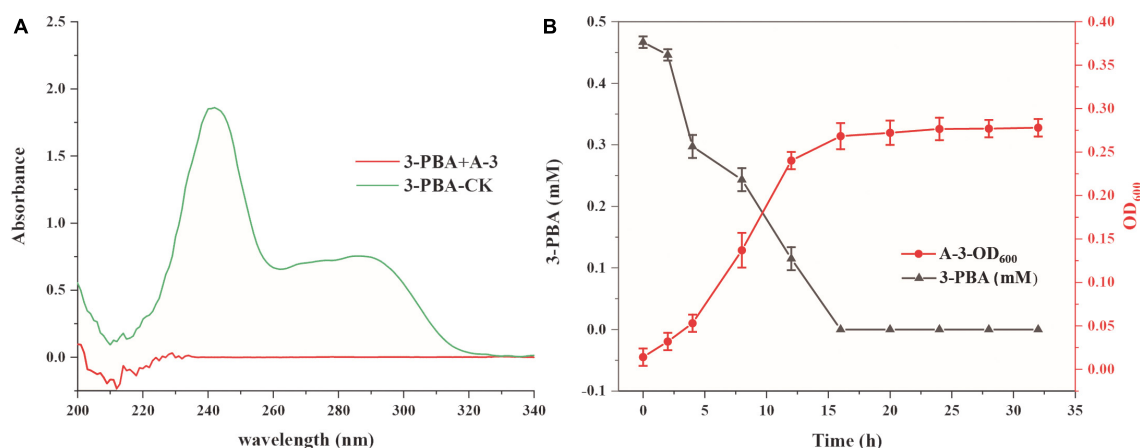 A
Absorbance
2.5
2.0
1.5
1.0
0.5
0.0
3-PBA+A-3
3-PBA-CK
200 220 240 260 280 300 320 340
wavelength (nm)
B
3-PBA (mM)
0.5
0.4
0.3
0.2
0.1
0.0
-0.1
A-3-OD₆₀₀
3-PBA (mM)
0 5 10 15 20 25 30 35
Time (h)
0.40
0.35
0.30
0.25
0.20
0.15
0.10
0.05
0.00
OD₆₀₀